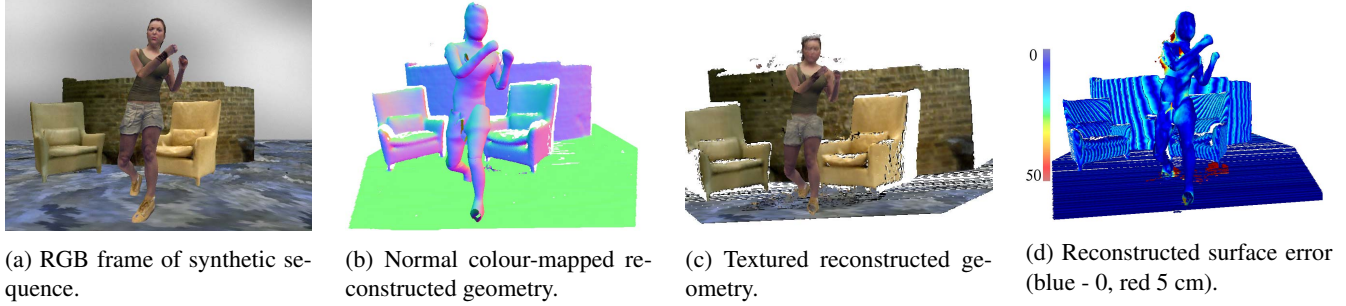 0
50
(a) RGB frame of synthetic se-
quence.
(b) Normal colour-mapped re-
constructed geometry.
(c) Textured reconstructed ge-
ometry.
(d) Reconstructed surface error
(blue - 0, red 5 cm).